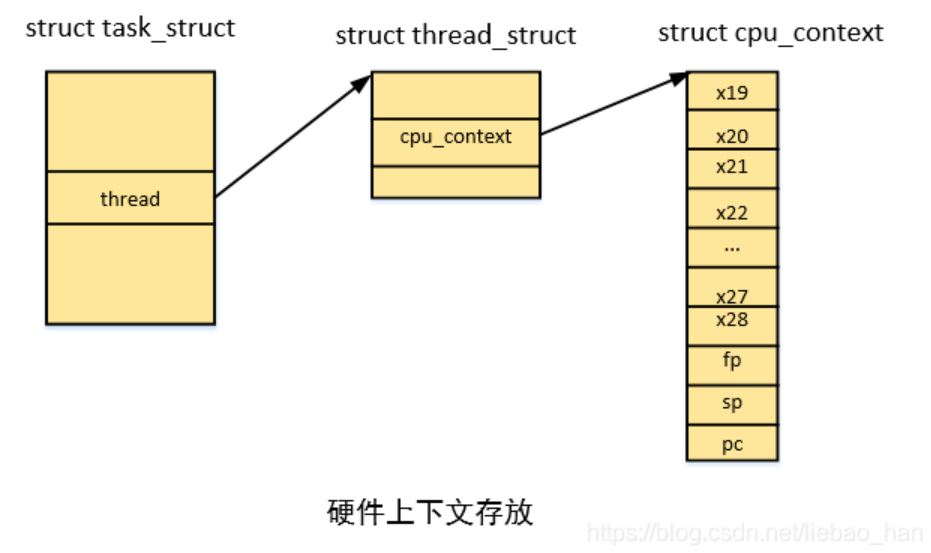 struct task_struct
struct thread_struct
struct cpu_context
thread
cpu_context
x19
x20
x21
x22
...
x27
x28
fp
sp
pc
硬件上下文存放
https://blog.csdn.net/liebao_han